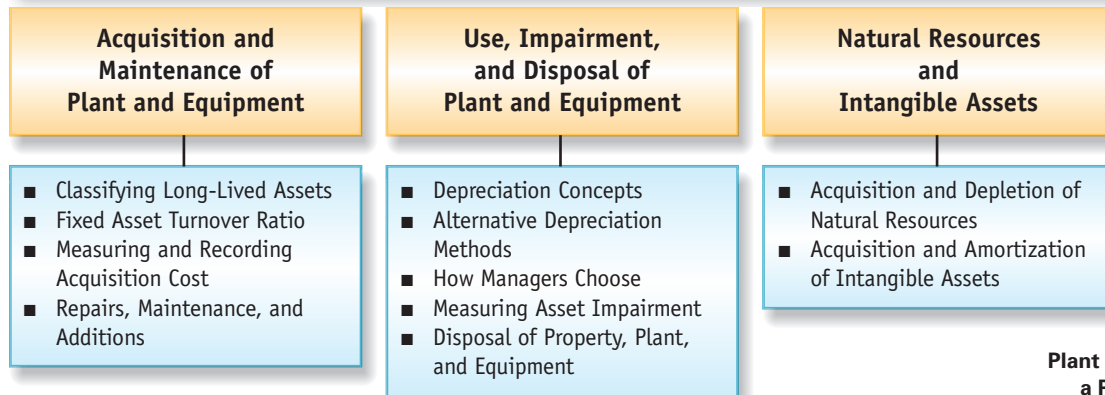 Acquisition and
Maintenance of
Plant and Equipment
■ Classifying Long-Lived Assets
■ Fixed Asset Turnover Ratio
■ Measuring and Recording
Acquisition Cost
■ Repairs, Maintenance, and
Additions
Use, Impairment,
and Disposal of
Plant and Equipment
■ Depreciation Concepts
■ Alternative Depreciation
Methods
■ How Managers Choose
■ Measuring Asset Impairment
■ Disposal of Property, Plant,
and Equipment
Natural Resources
and
Intangible Assets
■ Acquisition and Depletion of
Natural Resources
■ Acquisition and Amortization
of Intangible Assets
Plant
a